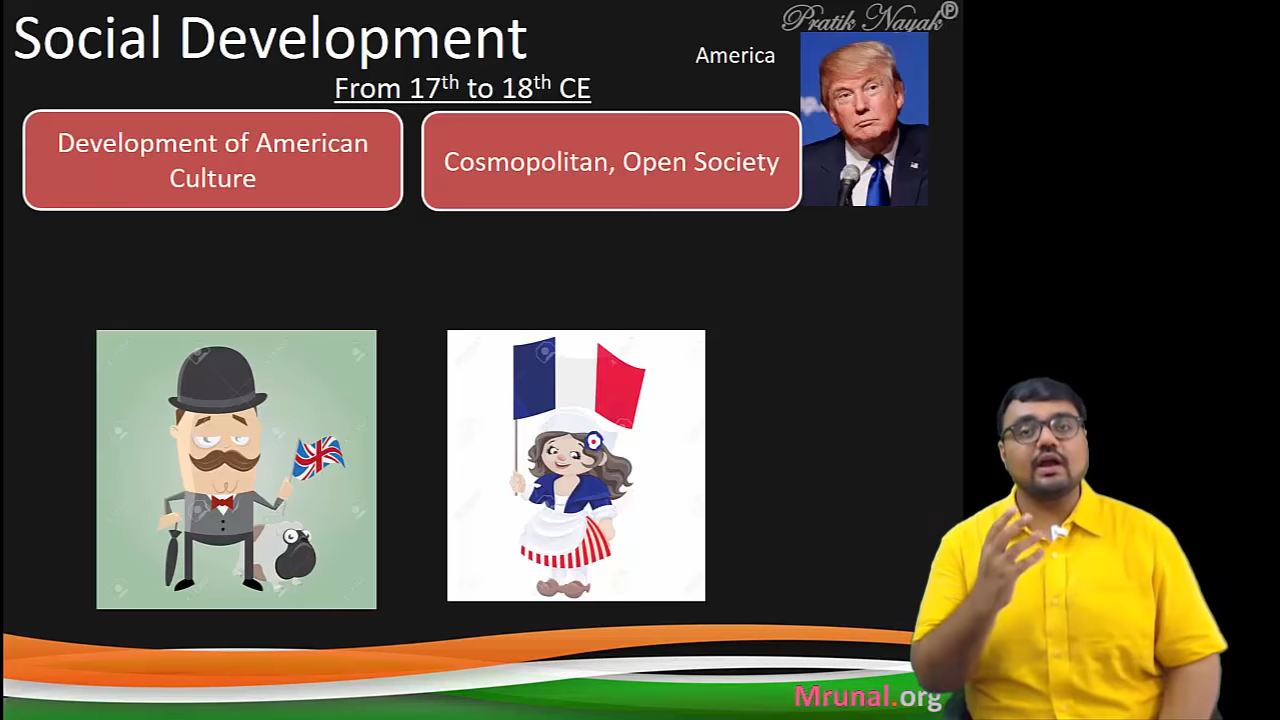 Social Development
Pratik Nayak
America
From 17th to 18th CE
Development of American
Culture
Cosmopolitan, Open Society
Mrunal.org